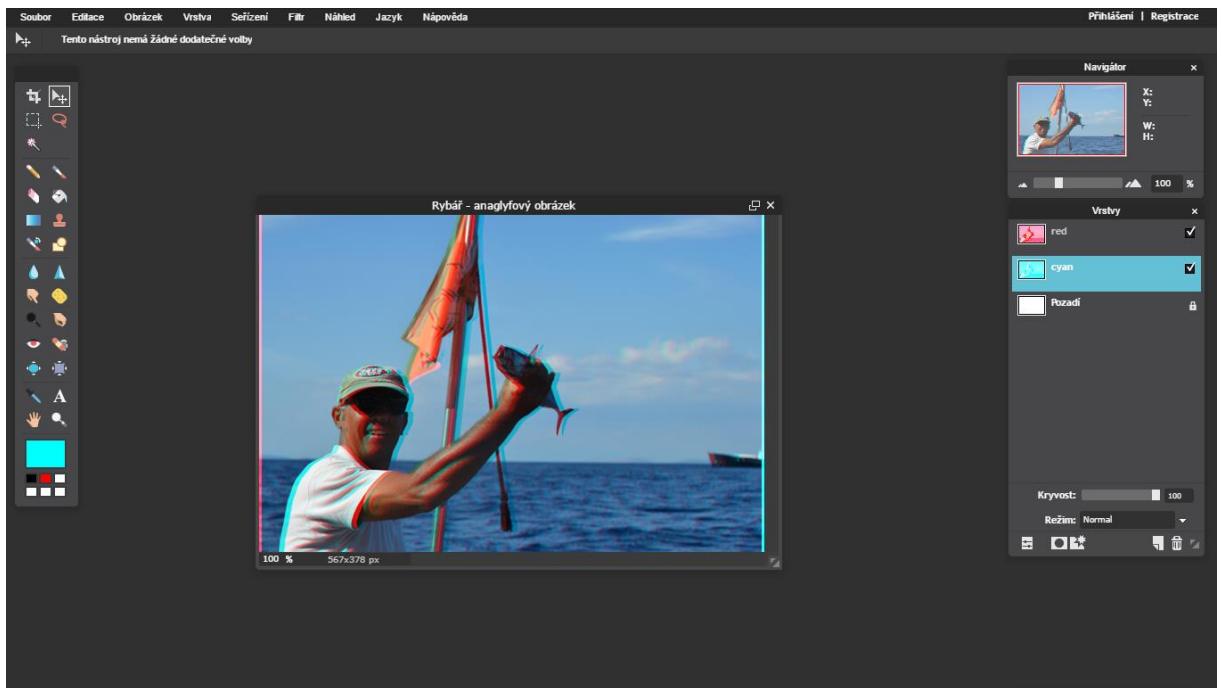 Soubor Editace Obrázek Vrstva Seřízení Filtr Náhled Jazyk Nápověda Přihlášení | Registrace
Tento nástroj nemá žádné dodatečné volby
Navigátor
X:
Y:
W:
H:
100 %
Rybář - anaglyfový obrázek
Vrstvy
red
cyan
Pozadí
A
Kryvost: 100
Režim: Normal
100 % 567x378 px